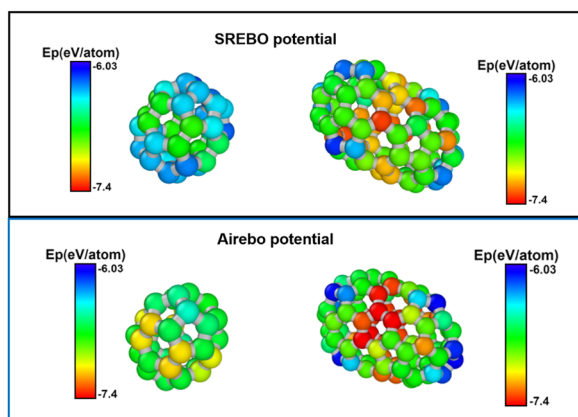 SREBO potential
Ep(eV/atom)
-6.03
-7.4
Ep(eV/atom)
-6.03
-7.4
Airebo potential
Ep(eV/atom)
-6.03
-7.4
Ep(eV/atom)
-6.03
-7.4